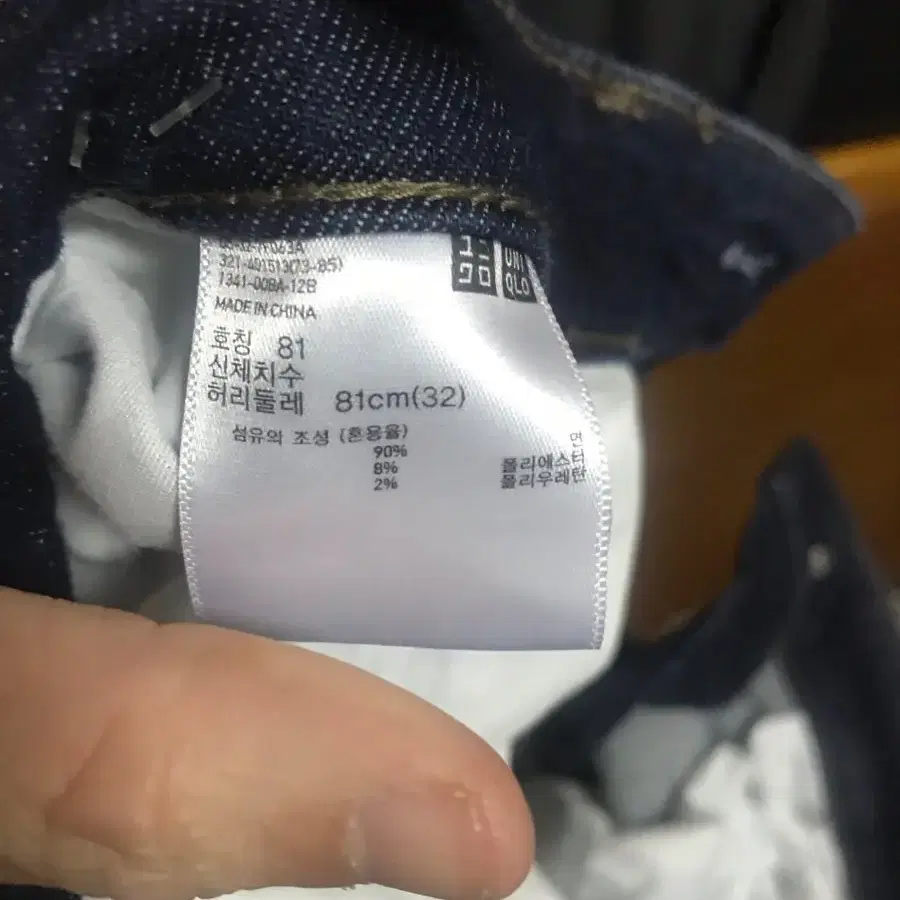 321-401513(73-85)
1341-008A-12B
MADE IN CHINA
UNI
QLO
호칭 81
신체치수
허리둘레 81cm(32)
섬유의 조성 (혼용율)
90% 면
8% 폴리에스터
2% 폴리우레탄